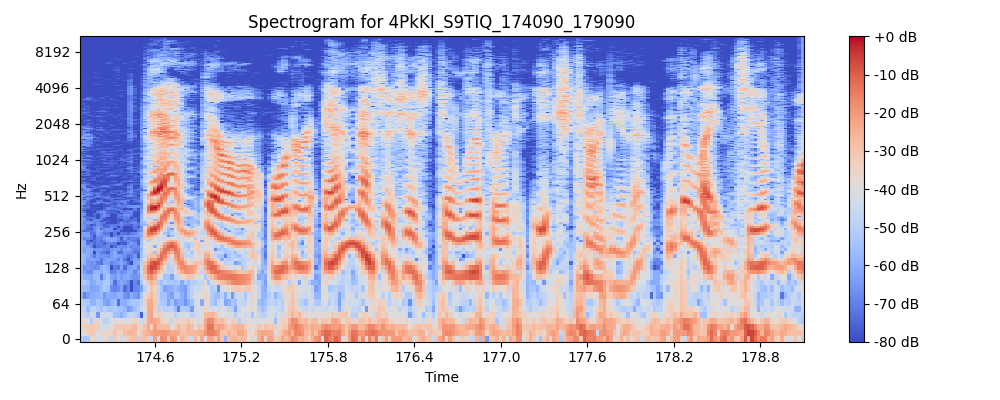 Spectrogram for 4PkKI_S9TIQ_174090_179090
8192
4096
2048
1024
512
256
128
64
0
Hz
174.6 175.2 175.8 176.4 177.0 177.6 178.2 178.8
Time
+0 dB
-10 dB
-20 dB
-30 dB
-40 dB
-50 dB
-60 dB
-70 dB
-80 dB